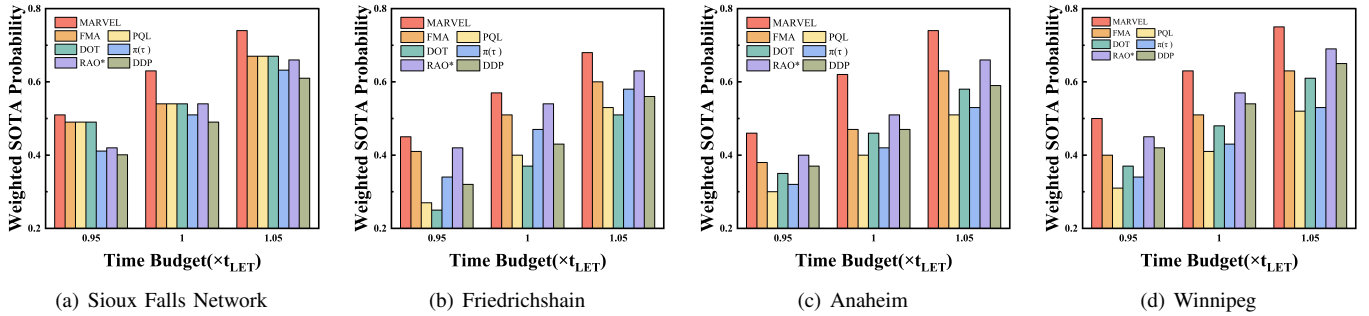 Weighted SOTA Probability
0.8
0.6
0.4
0.2
MARVEL
FMA PQL
DOT π(τ )
RAO* DDP
0.95 1 1.05
Time Budget(×t_LET)
(a) Sioux Falls Network
Weighted SOTA Probability
0.8
0.6
0.4
0.2
MARVEL
FMA PQL
DOT π(τ )
RAO* DDP
0.95 1 1.05
Time Budget(×t_LET)
(b) Friedrichshain
Weighted SOTA Probability
0.8
0.6
0.4
0.2
MARVEL
FMA PQL
DOT π(τ )
RAO* DDP
0.95 1 1.05
Time Budget(×t_LET)
(c) Anaheim
Weighted SOTA Probability
0.8
0.6
0.4
0.2
MARVEL
FMA PQL
DOT π(τ )
RAO* DDP
0.95 1 1.05
Time Budget(×t_LET)
(d) Winnipeg